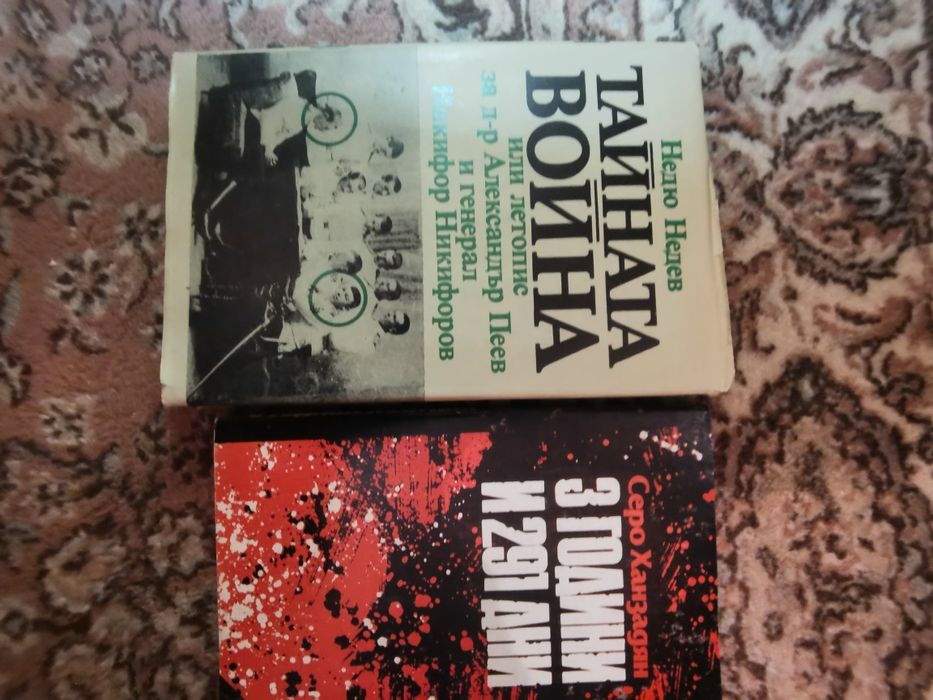 Недю Недев
ТАЙНАТА
ВОЙНА
или летопис
за д-р Александър Пеев
и генерал
Никифор Никифоров
Серо Ханзадян
3 ГОДИНИ
И 291 ДНИ